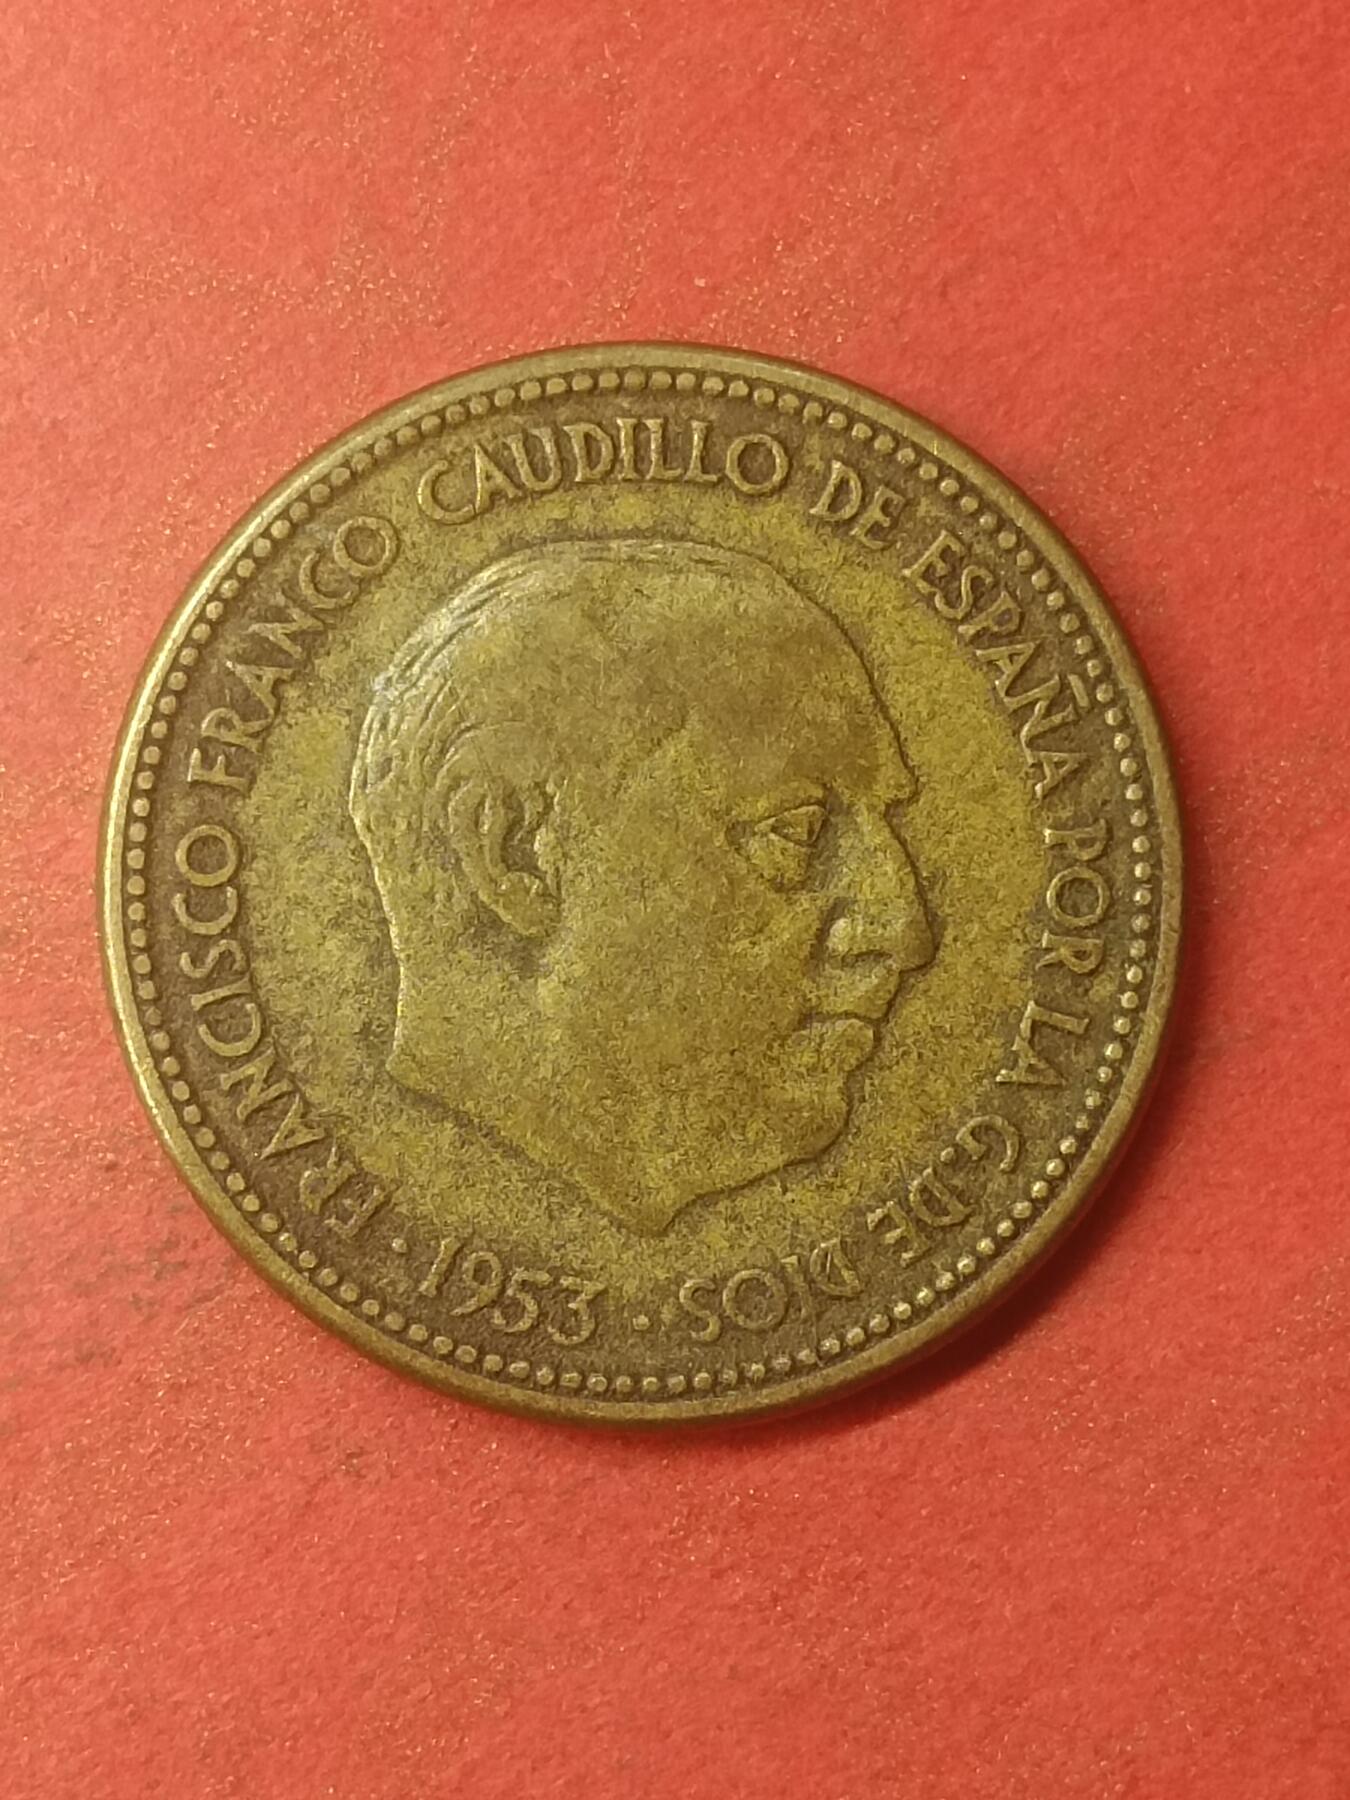 FRANCISCO FRANCO CAUDILLO DE ESPAÑA POR LA G.DE DIOS
· 1953 ·